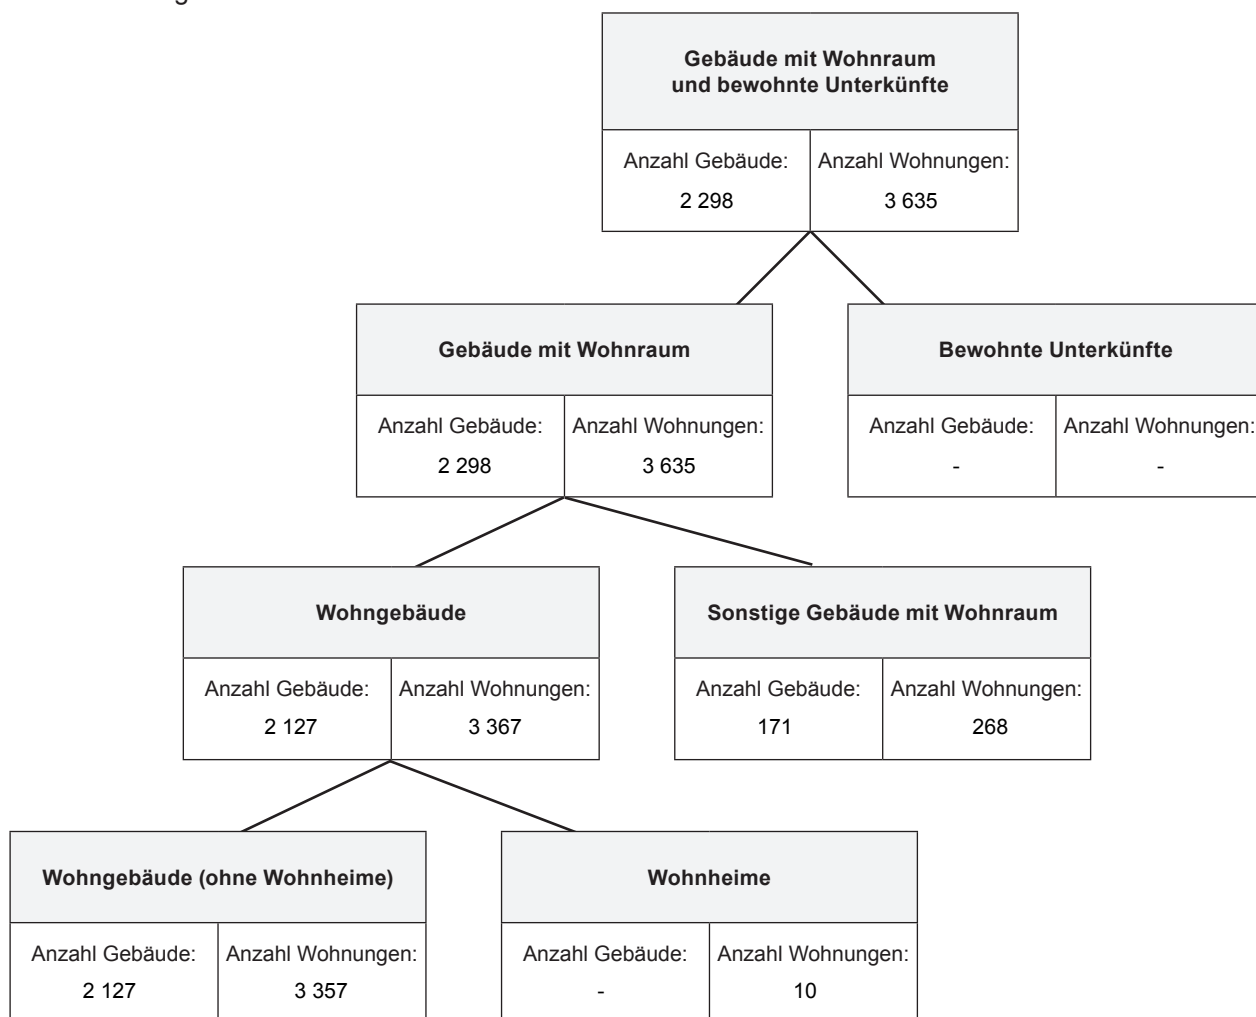 Gebäude mit Wohnraum
und bewohnte Unterkünfte
Anzahl Gebäude: Anzahl Wohnungen:
2 298 3 635
Gebäude mit Wohnraum
Anzahl Gebäude: Anzahl Wohnungen:
2 298 3 635
Bewohnte Unterkünfte
Anzahl Gebäude: Anzahl Wohnungen:
- -
Wohngebäude
Anzahl Gebäude: Anzahl Wohnungen:
2 127 3 367
Sonstige Gebäude mit Wohnraum
Anzahl Gebäude: Anzahl Wohnungen:
171 268
Wohngebäude (ohne Wohnheime)
Anzahl Gebäude: Anzahl Wohnungen:
2 127 3 357
Wohnheime
Anzahl Gebäude: Anzahl Wohnungen:
- 10